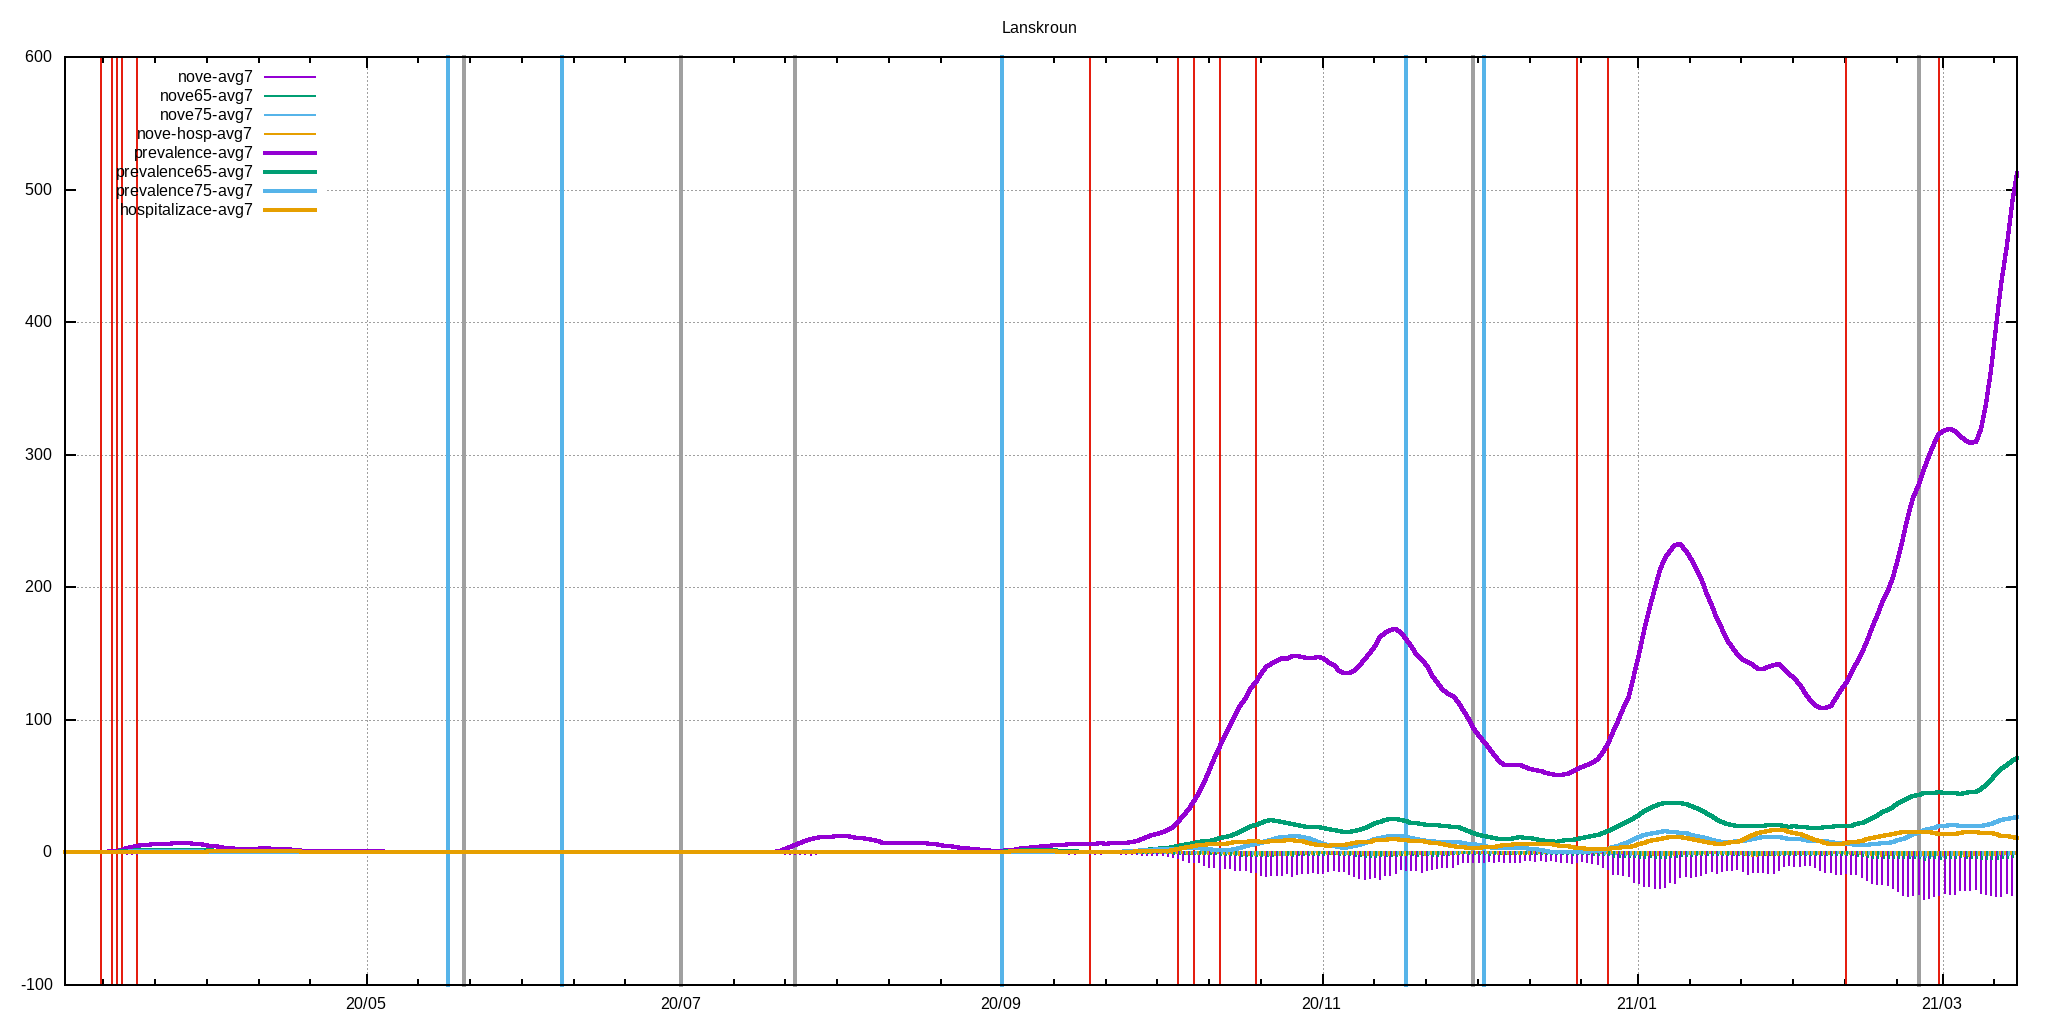 Lanskroun
600
500
400
300
200
100
0
-100
nove-avg7
nove65-avg7
nove75-avg7
nove-hosp-avg7
prevalence-avg7
prevalence65-avg7
prevalence75-avg7
hospitalizace-avg7
20/05 20/07 20/09 20/11 21/01 21/03